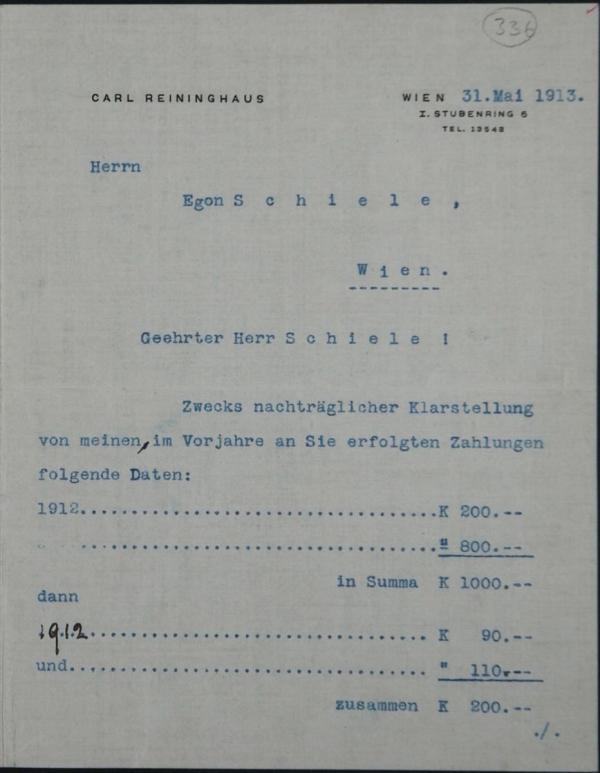 336
CARL REININGHAUS
WIEN 31.Mai 1913.
I. STUBENRING 6
TEL. 13548
Herrn
Egon S c h i e l e ,
W i e n .
Geehrter Herr S c h i e l e !
Zwecks nachträglicher Klarstellung
von meinen, im Vorjahre an Sie erfolgten Zahlungen
folgende Daten:
1912....................................K 200.--
....................................." 800.--
in Summa K 1000.--
dann
1912.................................. K 90.--
und.................................... " 110.--
zusammen K 200.--
./.